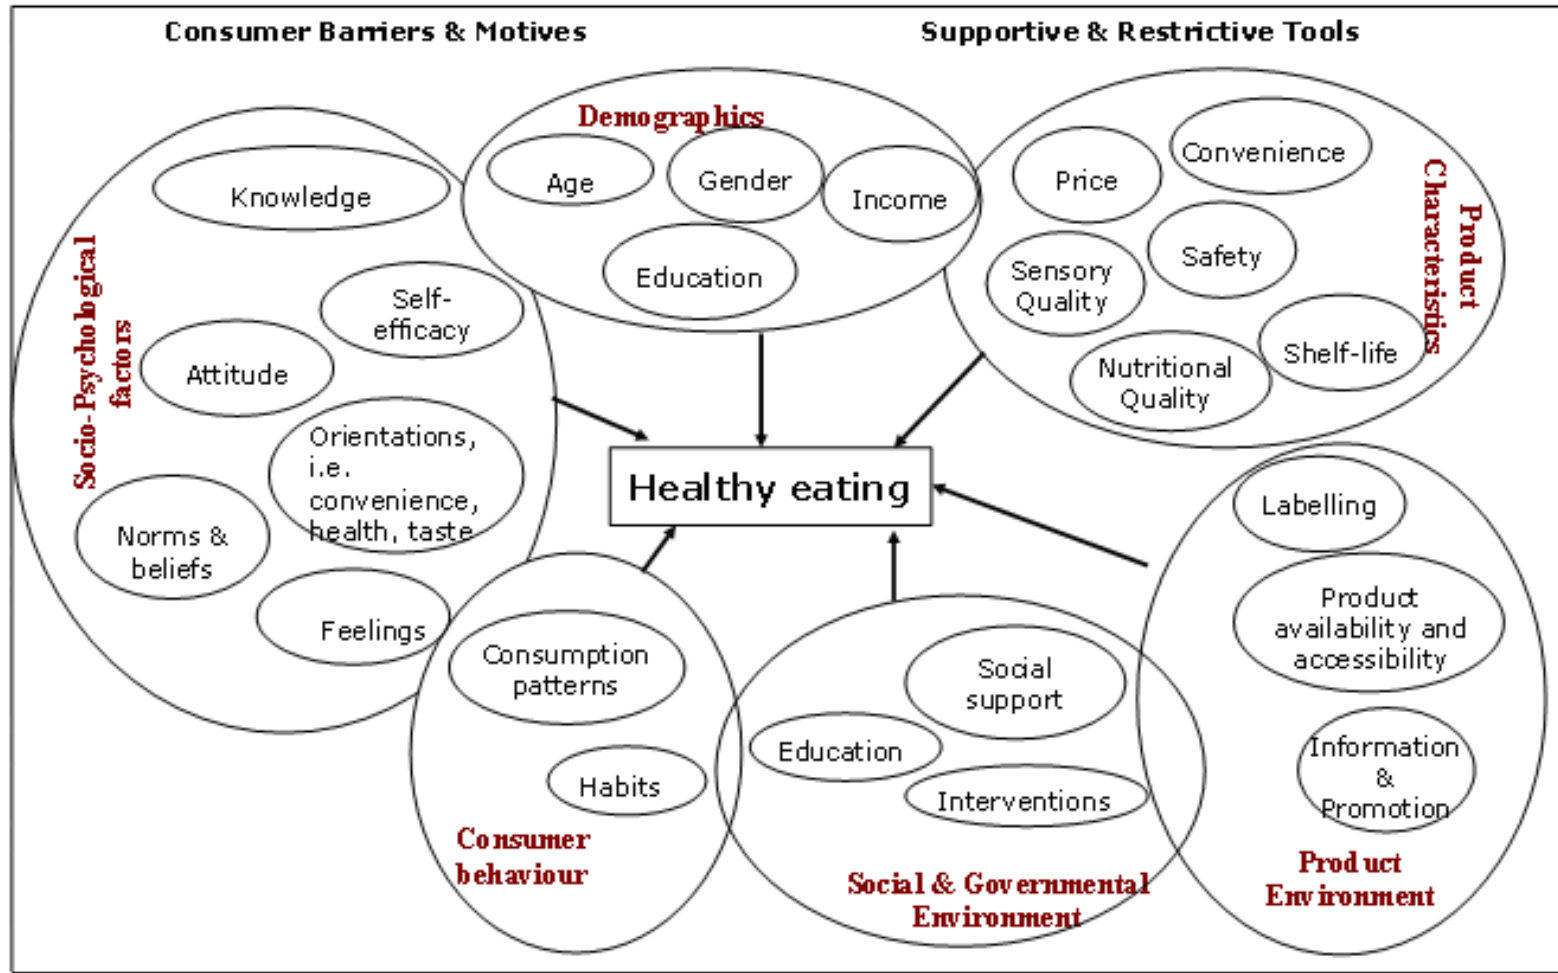 Consumer Barriers & Motives
Supportive & Restrictive Tools
Socio-Psychological
factors
Knowledge
Self-
efficacy
Attitude
Orientations,
i.e.
convenience,
health, taste
Norms &
beliefs
Feelings
Demographics
Age
Gender
Income
Education
Product
Characteristics
Price
Convenience
Sensory
Quality
Safety
Nutritional
Quality
Shelf-life
Healthy eating
Consumption
patterns
Habits
Consumer
behaviour
Social
support
Education
Interventions
Social & Governmental
Environment
Labelling
Product
availability and
accessibility
Information
&
Promotion
Product
Environment